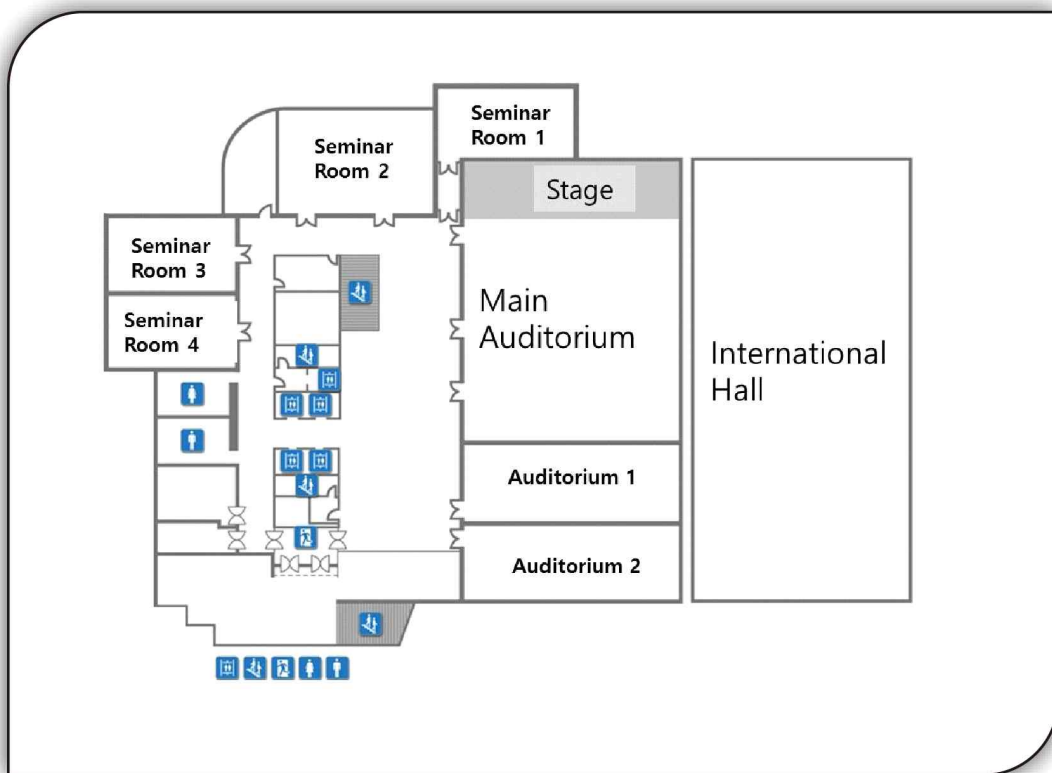 Seminar
Room 1
Seminar
Room 2
Stage
Seminar
Room 3
Main
Auditorium
Seminar
Room 4
International
Hall
Auditorium 1
Auditorium 2